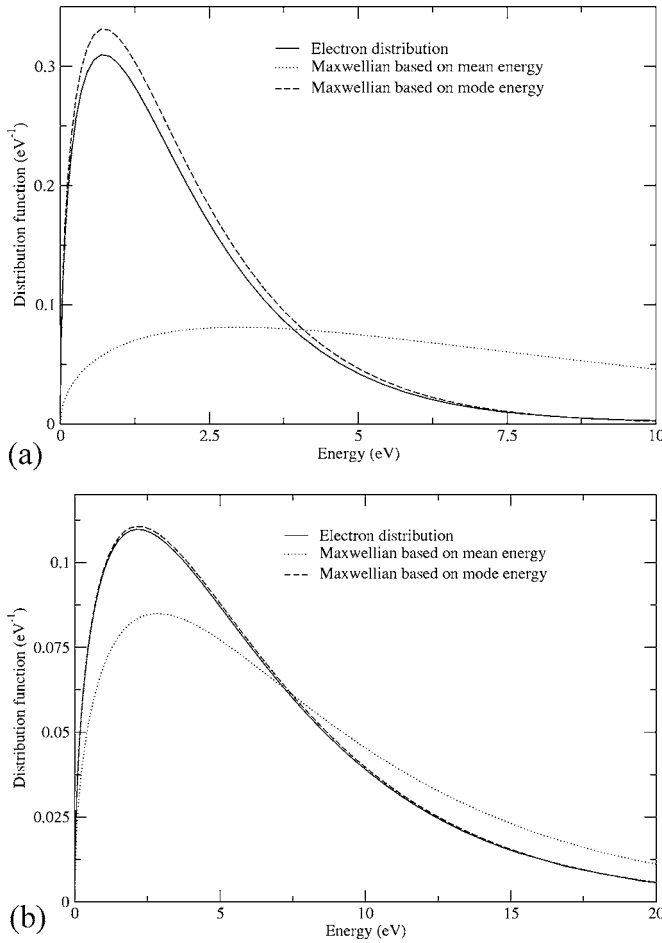 0.3
0.2
0.1
0
Distribution function (eV⁻¹)
Electron distribution
Maxwellian based on mean energy
Maxwellian based on mode energy
0 2.5 5 7.5 10
Energy (eV)
(a)
0.1
0.075
0.05
0.025
0
Distribution function (eV⁻¹)
Electron distribution
Maxwellian based on mean energy
Maxwellian based on mode energy
0 5 10 15 20
Energy (eV)
(b)